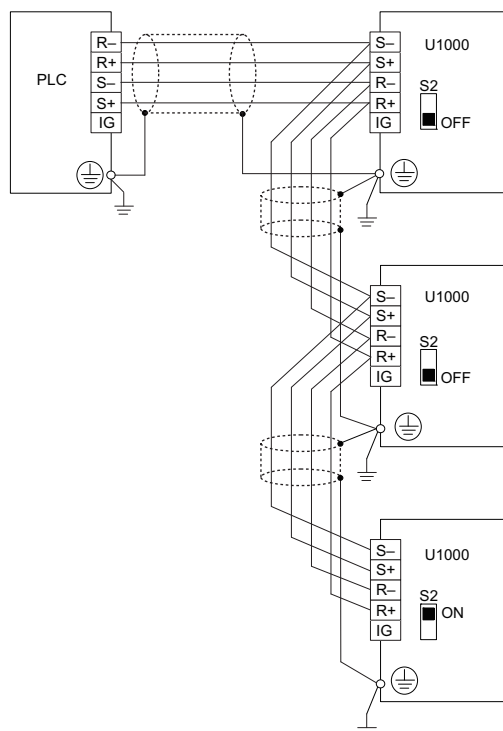 PLC
R–
R+
S–
S+
IG
S–
S+
R–
R+
IG
U1000
S2
OFF
S–
S+
R–
R+
IG
U1000
S2
OFF
S–
S+
R–
R+
IG
U1000
S2
ON